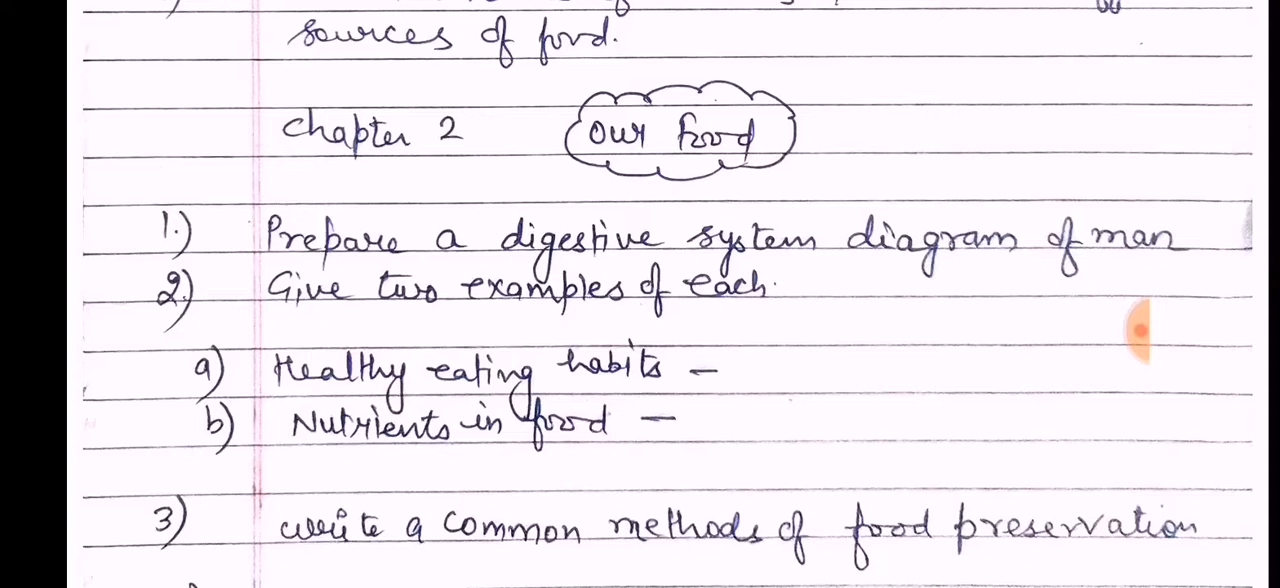 sources of food.
Chapter 2 Our Food
1.) Prepare a digestive system diagram of man
2.) Give two examples of each.
a) Healthy eating habits —
b) Nutrients in food —
3) write a common methods of food preservation